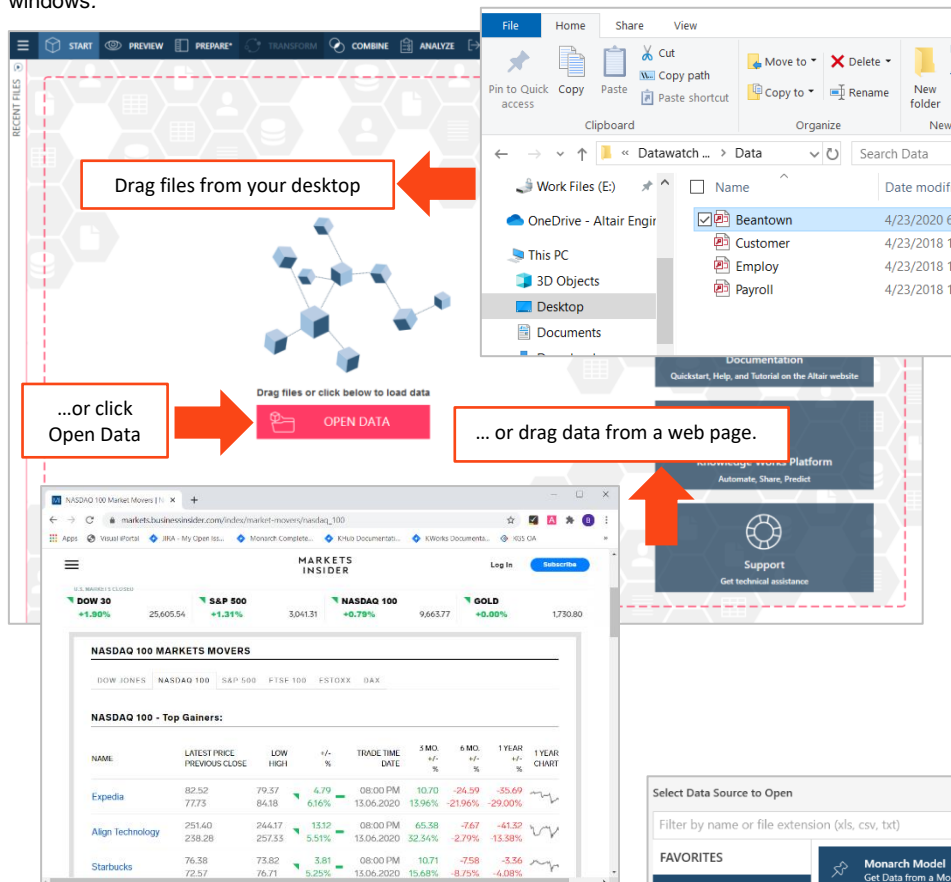 windows.
START PREVIEW PREPARE* TRANSFORM COMBINE ANALYZE
RECENT FILES
File Home Share View
Pin to Quick access Copy Paste
Cut
Copy path
Paste shortcut
Clipboard
Move to Delete
Copy to Rename
Organize
New folder
New
« Datawatch ... > Data
Search Data
Work Files (E:)
OneDrive - Altair Engir
This PC
3D Objects
Desktop
Documents
Name Date modif
Beantown 4/23/2020 6
Customer 4/23/2018 1
Employ 4/23/2018 1
Payroll 4/23/2018 1
Drag files from your desktop
Drag files or click below to load data
OPEN DATA
…or click
Open Data
… or drag data from a web page.
Documentation
Quickstart, Help, and Tutorial on the Altair website
Knowledge Works Platform
Automate, Share, Predict
Support
Get technical assistance
NASDAQ 100 Market Movers | N
markets.businessinsider.com/index/market-movers/nasdaq_100
Apps Visual iPortal JIRA - My Open Iss... Monarch Complete... KHub Documentati... KWorks Documenta...
MARKETS
INSIDER
Log In Subscribe
U.S. MARKETS CLOSED
DOW 30 S&P 500 NASDAQ 100 GOLD
+1.90% 25,605.54 +1.31% 3,041.31 +0.79% 9,663.77 +0.00% 1,730.80
NASDAQ 100 MARKETS MOVERS
DOW JONES NASDAQ 100 S&P 500 FTSE 100 ESTOXX DAX
NASDAQ 100 - Top Gainers:
NAME LATEST PRICE PREVIOUS CLOSE LOW HIGH +/- % TRADE TIME DATE 3 MO. +/- % 6 MO. +/- % 1 YEAR +/- % 1 YEAR CHART
Expedia 82.52 79.37 4.79 08:00 PM 10.70 -24.59 -35.69
77.73 84.18 6.16% 13.06.2020 13.96% -21.96% -29.00%
Align Technology 251.40 244.17 13.12 08:00 PM 65.38 -7.67 -41.32
238.28 257.33 5.51% 13.06.2020 32.34% -2.79% -13.38%
Starbucks 76.38 73.82 3.81 08:00 PM 10.71 -7.58 -3.36
72.57 76.71 5.25% 13.06.2020 15.68% -8.75% -4.08%
Select Data Source to Open
Filter by name or file extension (xls, csv, txt)
FAVORITES
Monarch Model
Get Data from a Mo